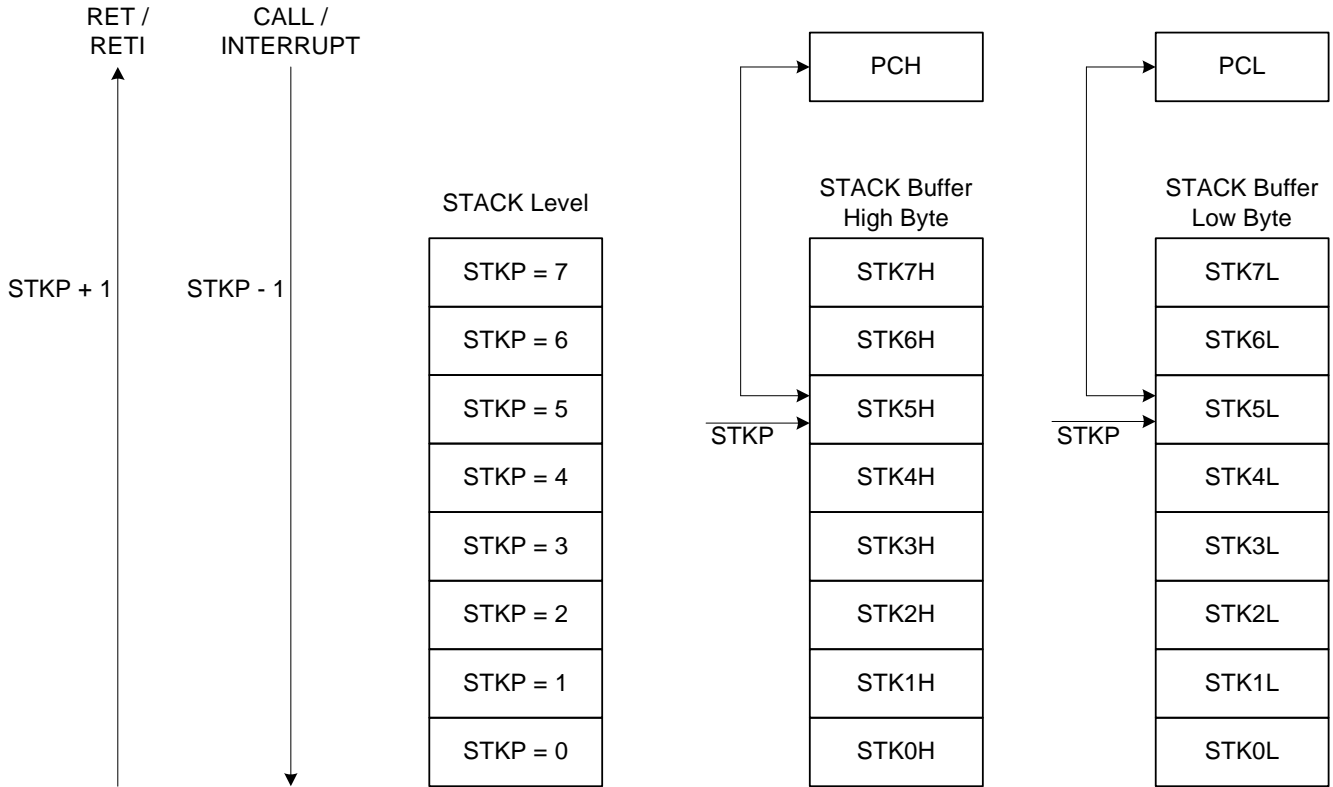 RET /
RETI
CALL /
INTERRUPT
PCH
PCL
STACK Level
STACK Buffer
High Byte
STACK Buffer
Low Byte
STKP + 1
STKP - 1
STKP = 7
STK7H
STK7L
STKP = 6
STK6H
STK6L
STKP = 5
STK5H
STK5L
STKP
STKP
STKP = 4
STK4H
STK4L
STKP = 3
STK3H
STK3L
STKP = 2
STK2H
STK2L
STKP = 1
STK1H
STK1L
STKP = 0
STK0H
STK0L